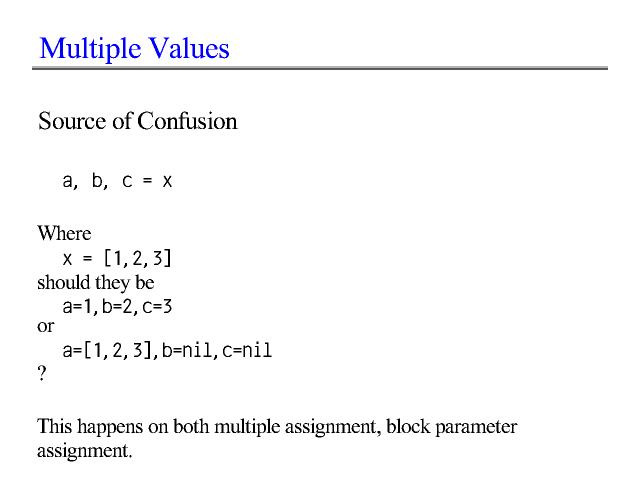 Multiple Values
Source of Confusion
a, b, c = x
Where
x = [1,2,3]
should they be
a=1,b=2,c=3
or
a=[1,2,3],b=nil,c=nil
?
This happens on both multiple assignment, block parameter
assignment.